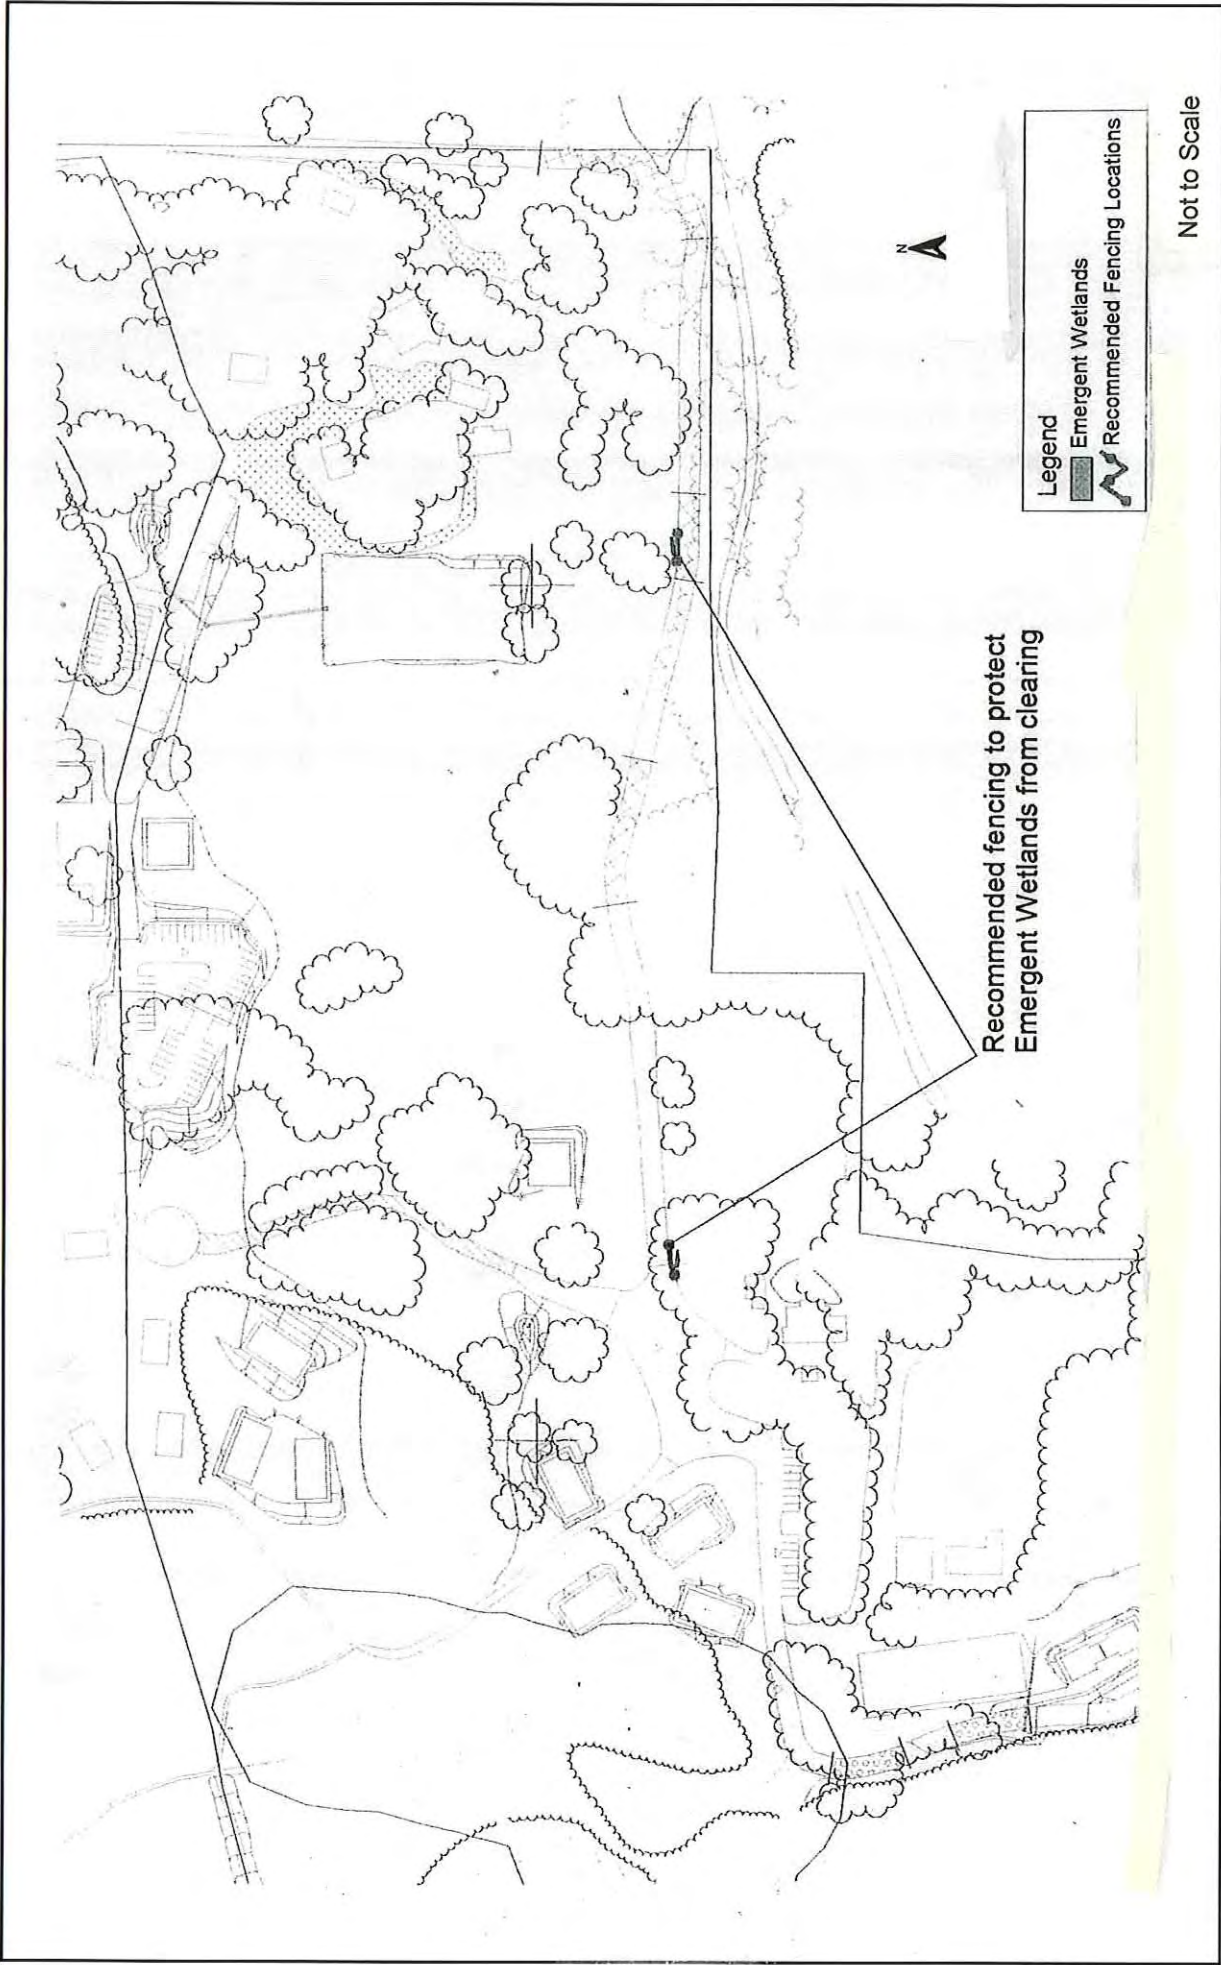 N
Recommended fencing to protect
Emergent Wetlands from clearing
Legend
Emergent Wetlands
Recommended Fencing Locations
Not to Scale